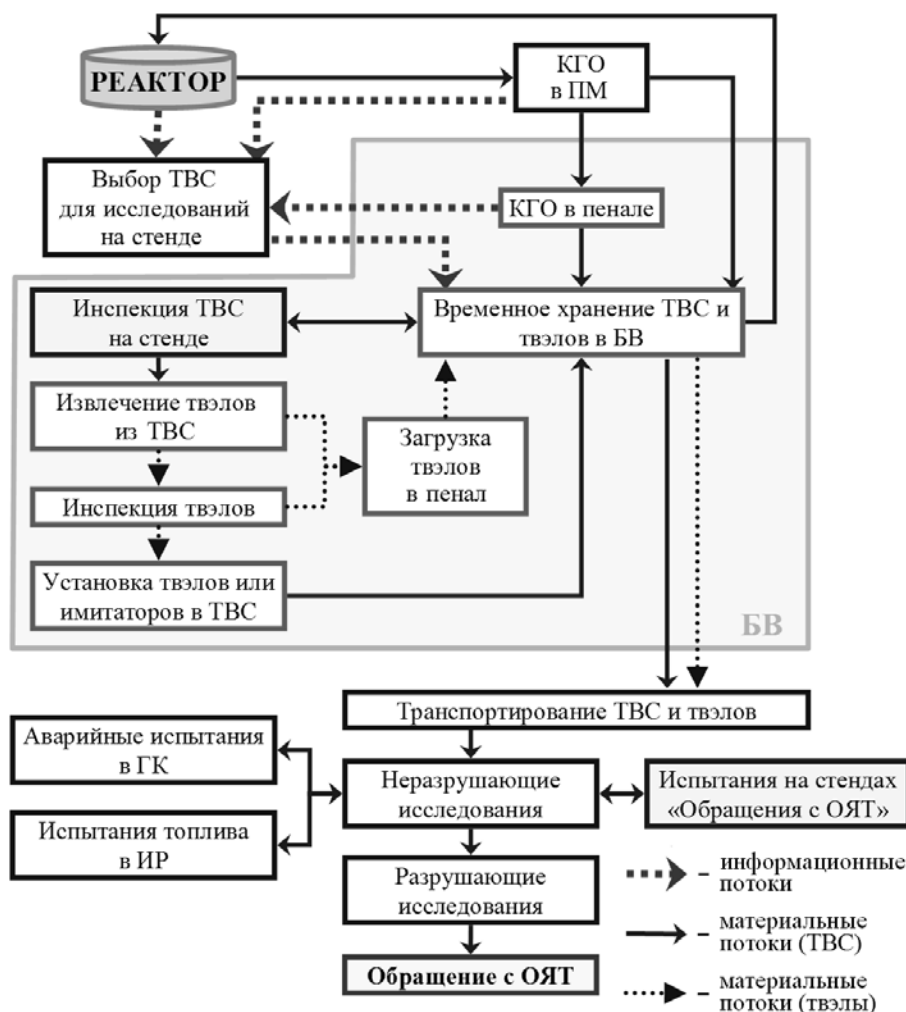 РЕАКТОР
КГО
в ПМ
Выбор ТВС
для исследований
на стенде
КГО в пенале
Инспекция ТВС
на стенде
Временное хранение ТВС и
твэлов в БВ
Извлечение твэлов
из ТВС
Загрузка
твэлов
в пенал
Инспекция твэлов
Установка твэлов или
имитаторов в ТВС
БВ
Транспортирование ТВС и твэлов
Аварийные испытания
в ГК
Неразрушающие
исследования
Испытания на стендах
«Обращения с ОЯТ»
Испытания топлива
в ИР
Разрушающие
исследования
Обращение с ОЯТ
– информационные
потоки
– материальные
потоки (ТВС)
– материальные
потоки (твэлы)